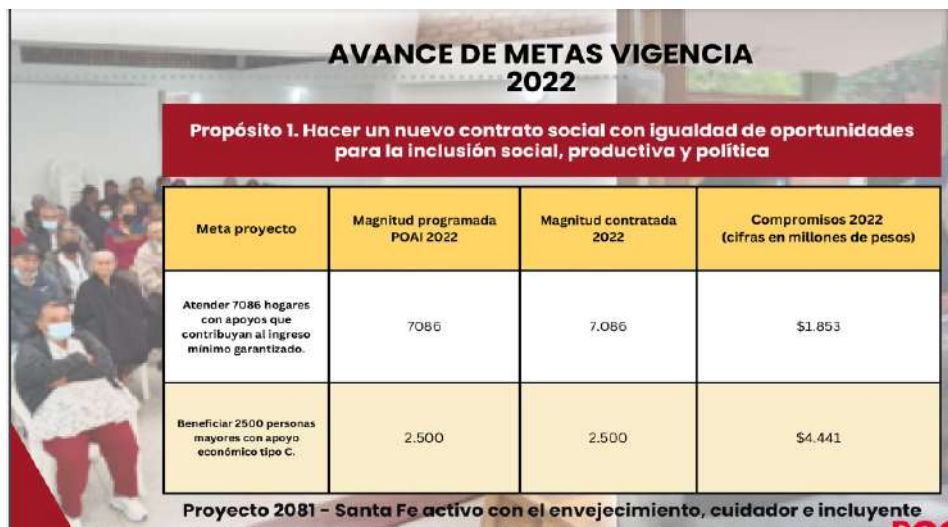 AVANCE DE METAS VIGENCIA
2022
Propósito 1. Hacer un nuevo contrato social con igualdad de oportunidades
para la inclusión social, productiva y política
Meta proyecto
Magnitud programada
POAI 2022
Magnitud contratada
2022
Compromisos 2022
(cifras en millones de pesos)
Atender 7086 hogares
con apoyos que
contribuyan al ingreso
mínimo garantizado.
7086
7.086
$1.853
Beneficiar 2500 personas
mayores con apoyo
económico tipo C.
2.500
2.500
$4.441
Proyecto 2081 - Santa Fe activo con el envejecimiento, cuidador e incluyente